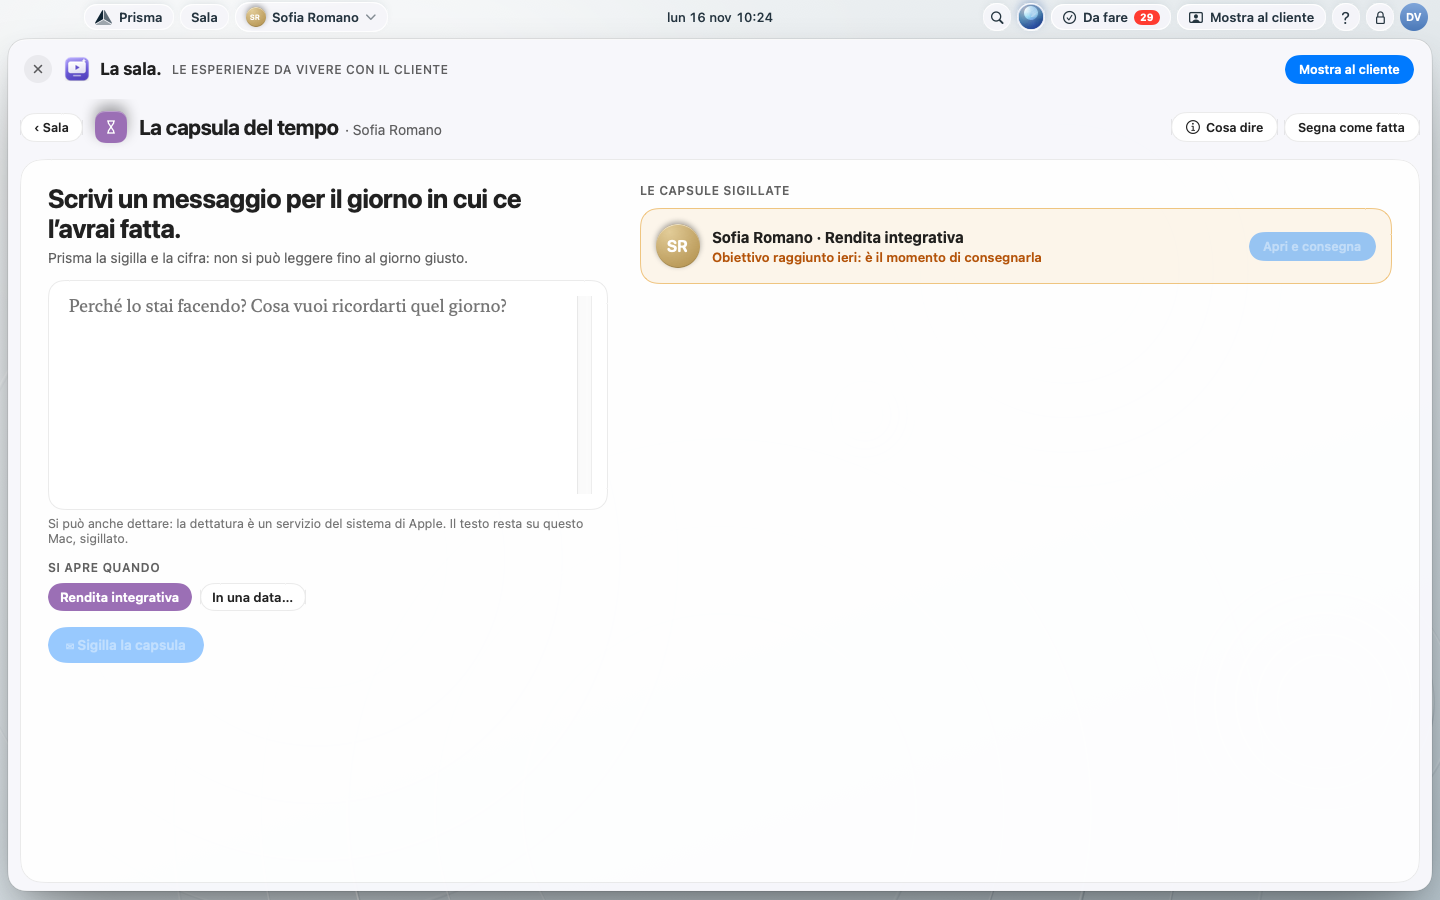 Prisma
Sala
SR Sofia Romano
lun 16 nov 10:24
Da fare 29
Mostra al cliente
?
DV
La sala. LE ESPERIENZE DA VIVERE CON IL CLIENTE
Mostra al cliente
‹ Sala
La capsula del tempo · Sofia Romano
Cosa dire
Segna come fatta
Scrivi un messaggio per il giorno in cui ce
l’avrai fatta.
Prisma la sigilla e la cifra: non si può leggere fino al giorno giusto.
Perché lo stai facendo? Cosa vuoi ricordarti quel giorno?
Si può anche dettare: la dettatura è un servizio del sistema di Apple. Il testo resta su questo
Mac, sigillato.
SI APRE QUANDO
Rendita integrativa
In una data...
Sigilla la capsula
LE CAPSULE SIGILLATE
SR
Sofia Romano · Rendita integrativa
Obiettivo raggiunto ieri: è il momento di consegnarla
Apri e consegna